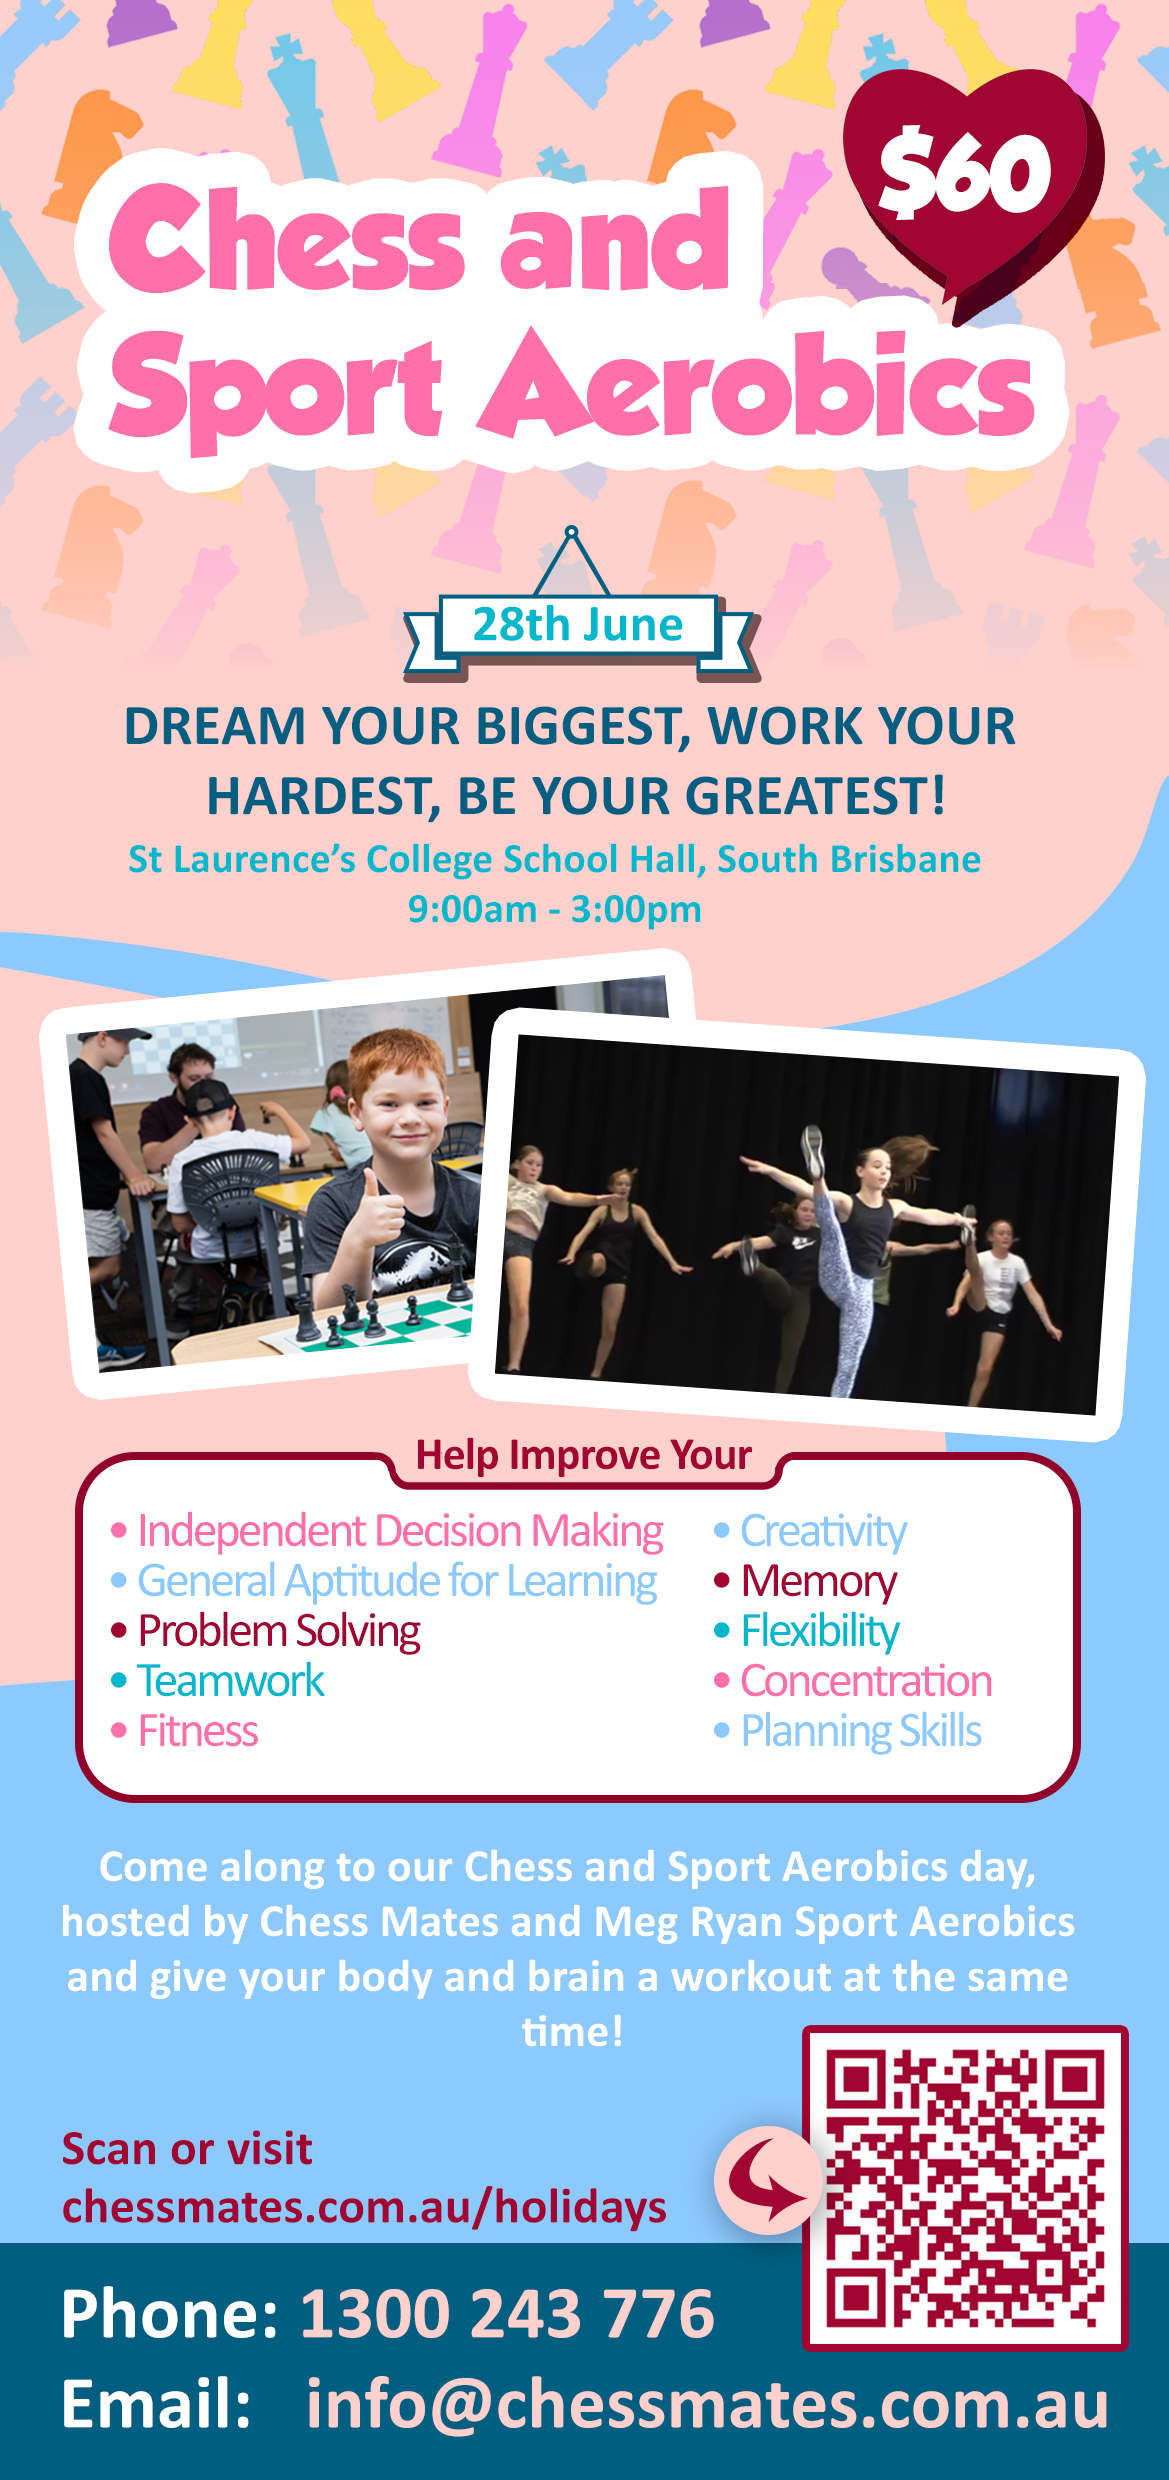 $60
Chess and
Sport Aerobics
28th June
DREAM YOUR BIGGEST, WORK YOUR
HARDEST, BE YOUR GREATEST!
St Laurence’s College School Hall, South Brisbane
9:00am - 3:00pm
Help Improve Your
• Independent Decision Making
• General Aptitude for Learning
• Problem Solving
• Teamwork
• Fitness
• Creativity
• Memory
• Flexibility
• Concentration
• Planning Skills
Come along to our Chess and Sport Aerobics day,
hosted by Chess Mates and Meg Ryan Sport Aerobics
and give your body and brain a workout at the same
time!
Scan or visit
chessmates.com.au/holidays
Phone: 1300 243 776
Email: info@chessmates.com.au